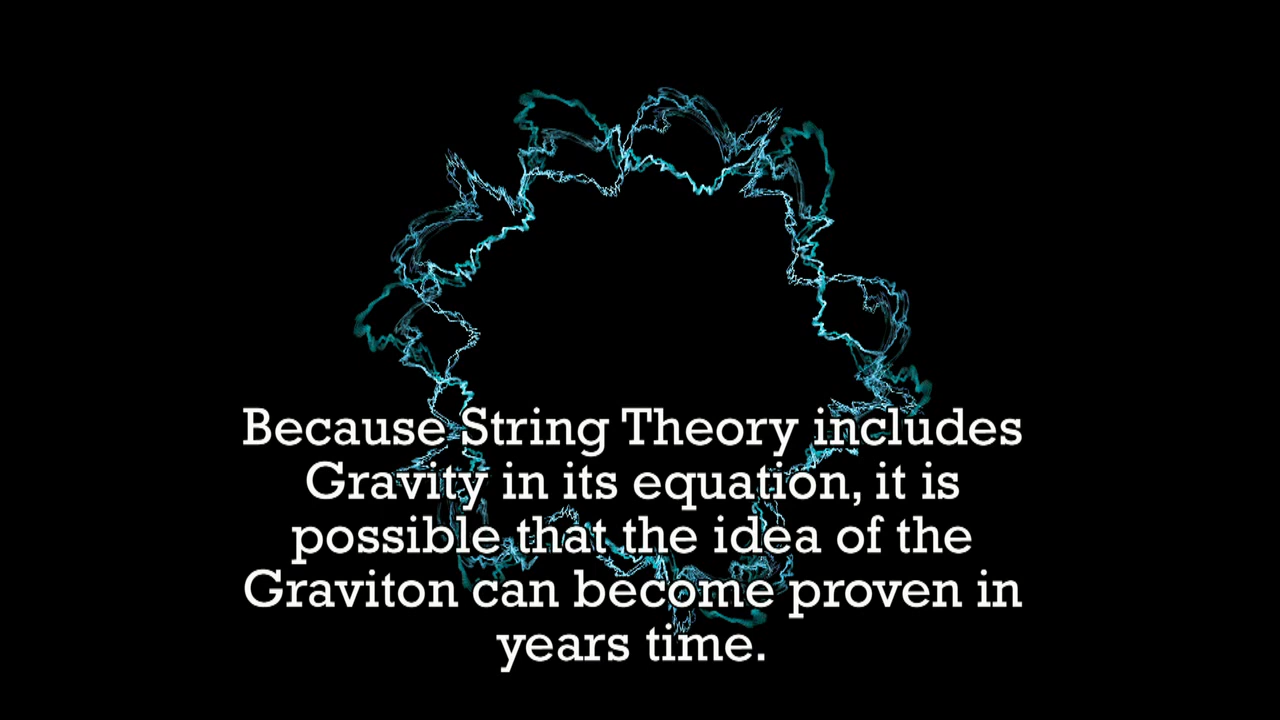 Because String Theory includes
Gravity in its equation, it is
possible that the idea of the
Graviton can become proven in
years time.